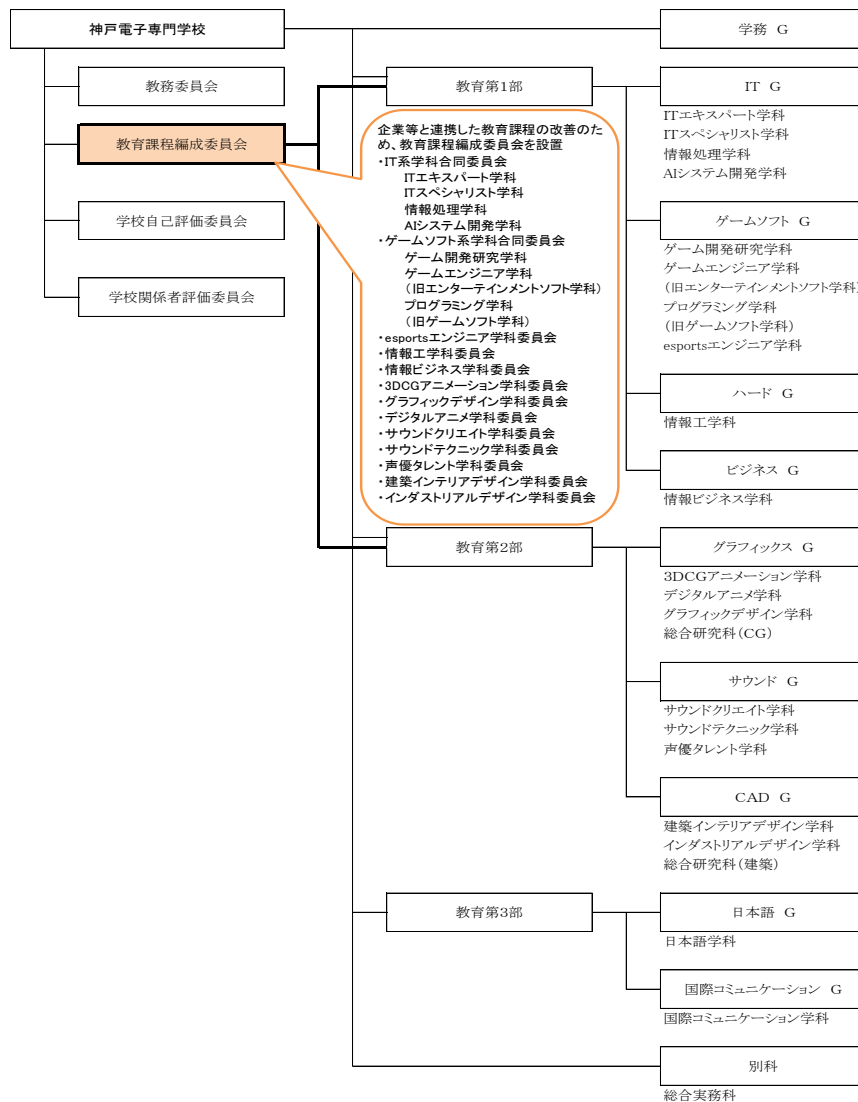 神戸電子専門学校
教務委員会
教育課程編成委員会
学校自己評価委員会
学校関係者評価委員会
教育第1部
企業等と連携した教育課程の改善のた
め、教育課程編成委員会を設置
・IT系学科合同委員会
ITエキスパート学科
ITスペシャリスト学科
情報処理学科
AIシステム開発学科
・ゲームソフト系学科合同委員会
ゲーム開発研究学科
ゲームエンジニア学科
(旧エンターテインメントソフト学科)
プログラミング学科
(旧ゲームソフト学科)
・esportsエンジニア学科委員会
・情報工学科委員会
・情報ビジネス学科委員会
・3DCGアニメーション学科委員会
・グラフィックデザイン学科委員会
・デジタルアニメ学科委員会
・サウンドクリエイト学科委員会
・サウンドテクニック学科委員会
・声優タレント学科委員会
・建築インテリアデザイン学科委員会
・インダストリアルデザイン学科委員会
教育第2部
教育第3部
学務 G
IT G
ITエキスパート学科
ITスペシャリスト学科
情報処理学科
AIシステム開発学科
ゲームソフト G
ゲーム開発研究学科
ゲームエンジニア学科
(旧エンターテインメントソフト学科)
プログラミング学科
(旧ゲームソフト学科)
esportsエンジニア学科
ハード G
情報工学科
ビジネス G
情報ビジネス学科
グラフィックス G
3DCGアニメーション学科
デジタルアニメ学科
グラフィックデザイン学科
総合研究科(CG)
サウンド G
サウンドクリエイト学科
サウンドテクニック学科
声優タレント学科
CAD G
建築インテリアデザイン学科
インダストリアルデザイン学科
総合研究科(建築)
日本語 G
日本語学科
国際コミュニケーション G
国際コミュニケーション学科
別科
総合実務科